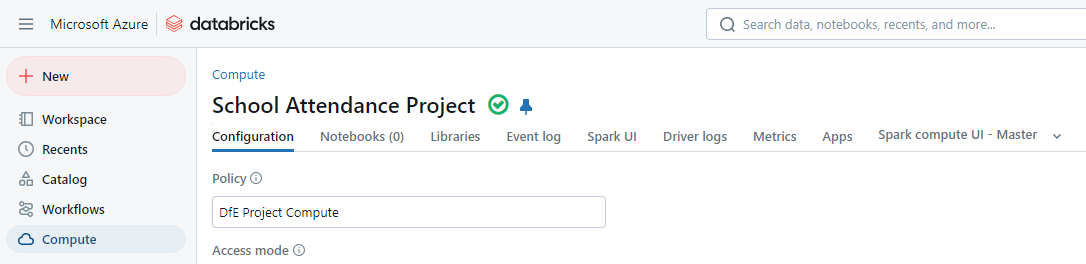 Microsoft Azure databricks Search data, notebooks, recents, and more...
New
Workspace
Recents
Catalog
Workflows
Compute
Compute
School Attendance Project
Configuration Notebooks (0) Libraries Event log Spark UI Driver logs Metrics Apps Spark compute UI - Master
Policy
DfE Project Compute
Access mode